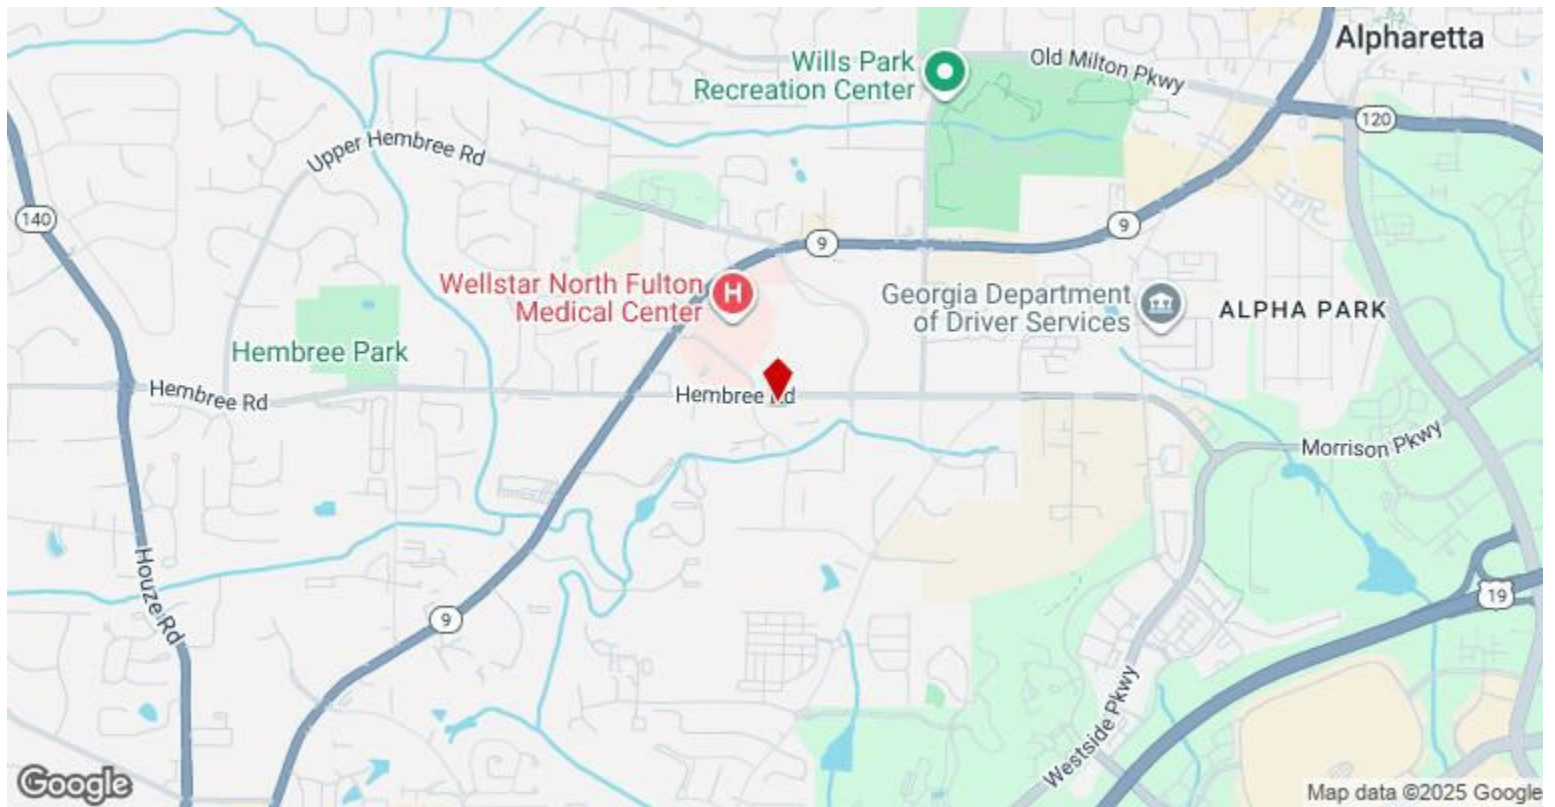 Alpharetta
Wills Park
Recreation Center
Old Milton Pkwy
120
Upper Hembree Rd
140
9
9
Wellstar North Fulton
Medical Center
H
Georgia Department
of Driver Services
ALPHA PARK
Hembree Park
Hembree Rd
Hembree Rd
Morrison Pkwy
Houze Rd
19
9
Westside Pkwy
Google
Map data ©2025 Google